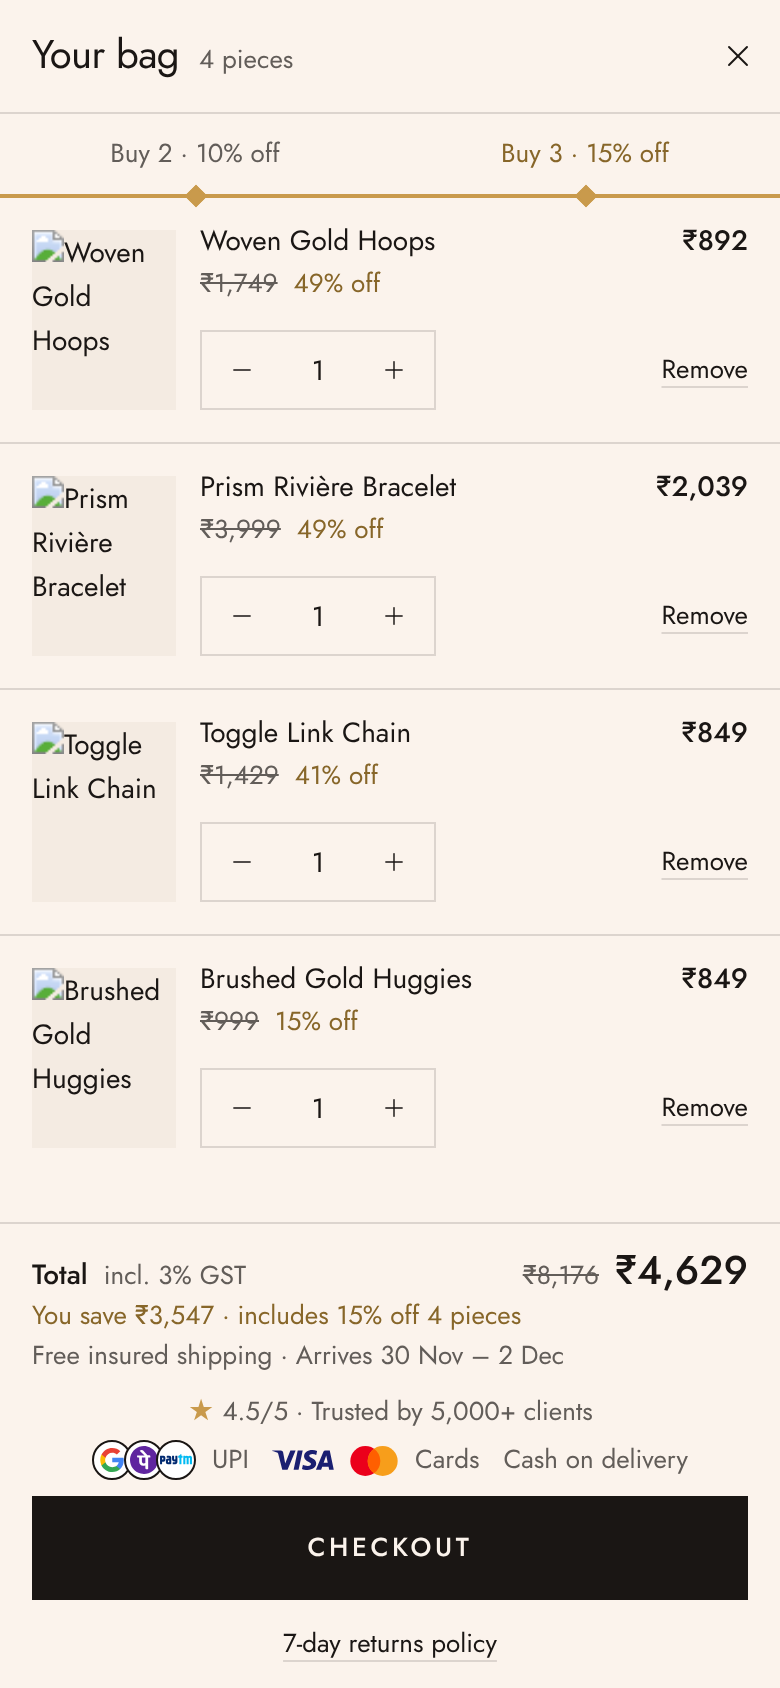 Your bag 4 pieces
Buy 2 · 10% off Buy 3 · 15% off
Woven Gold Hoops
Woven Gold Hoops ₹892
₹1,749 49% off
− 1 + Remove
Prism Rivière Bracelet
Prism Rivière Bracelet ₹2,039
₹3,999 49% off
− 1 + Remove
Toggle Link Chain
Toggle Link Chain ₹849
₹1,429 41% off
− 1 + Remove
Brushed Gold Huggies
Brushed Gold Huggies ₹849
₹999 15% off
− 1 + Remove
Total incl. 3% GST ₹8,176 ₹4,629
You save ₹3,547 · includes 15% off 4 pieces
Free insured shipping · Arrives 30 Nov – 2 Dec
★ 4.5/5 · Trusted by 5,000+ clients
G पे paytm UPI VISA Cards Cash on delivery
CHECKOUT
7-day returns policy